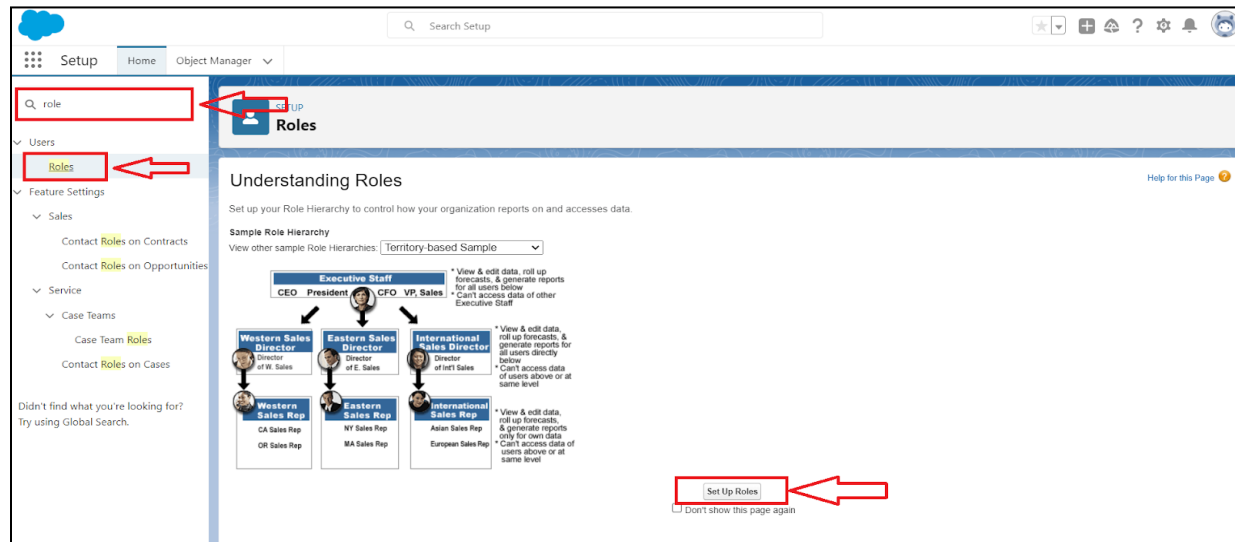 Search Setup
Setup
Home
Object Manager
role
Users
Roles
Feature Settings
Sales
Contact Roles on Contracts
Contact Roles on Opportunities
Service
Case Teams
Case Team Roles
Contact Roles on Cases
Didn't find what you're looking for?
Try using Global Search.
SETUP
Roles
Understanding Roles
Help for this Page
Set up your Role Hierarchy to control how your organization reports on and accesses data.
Sample Role Hierarchy
View other sample Role Hierarchies: Territory-based Sample
Executive Staff
CEO President CFO VP, Sales
* View & edit data, roll up
forecasts, & generate reports
for all users below
* Can't access data of other
Executive Staff
Western Sales
Director
Director
of W. Sales
Eastern Sales
Director
Director
of E. Sales
International
Sales Director
Director
of Int'l Sales
* View & edit data,
roll up forecasts, &
generate reports for
all users directly
below
* Can't access data
of users above or at
same level
Western
Sales Rep
CA Sales Rep
OR Sales Rep
Eastern
Sales Rep
NY Sales Rep
MA Sales Rep
International
Sales Rep
Asian Sales Rep
European Sales Rep
* View & edit data,
roll up forecasts,
& generate reports
only for own data
* Can't access data of
users above or at
same level
Set Up Roles
Don't show this page again